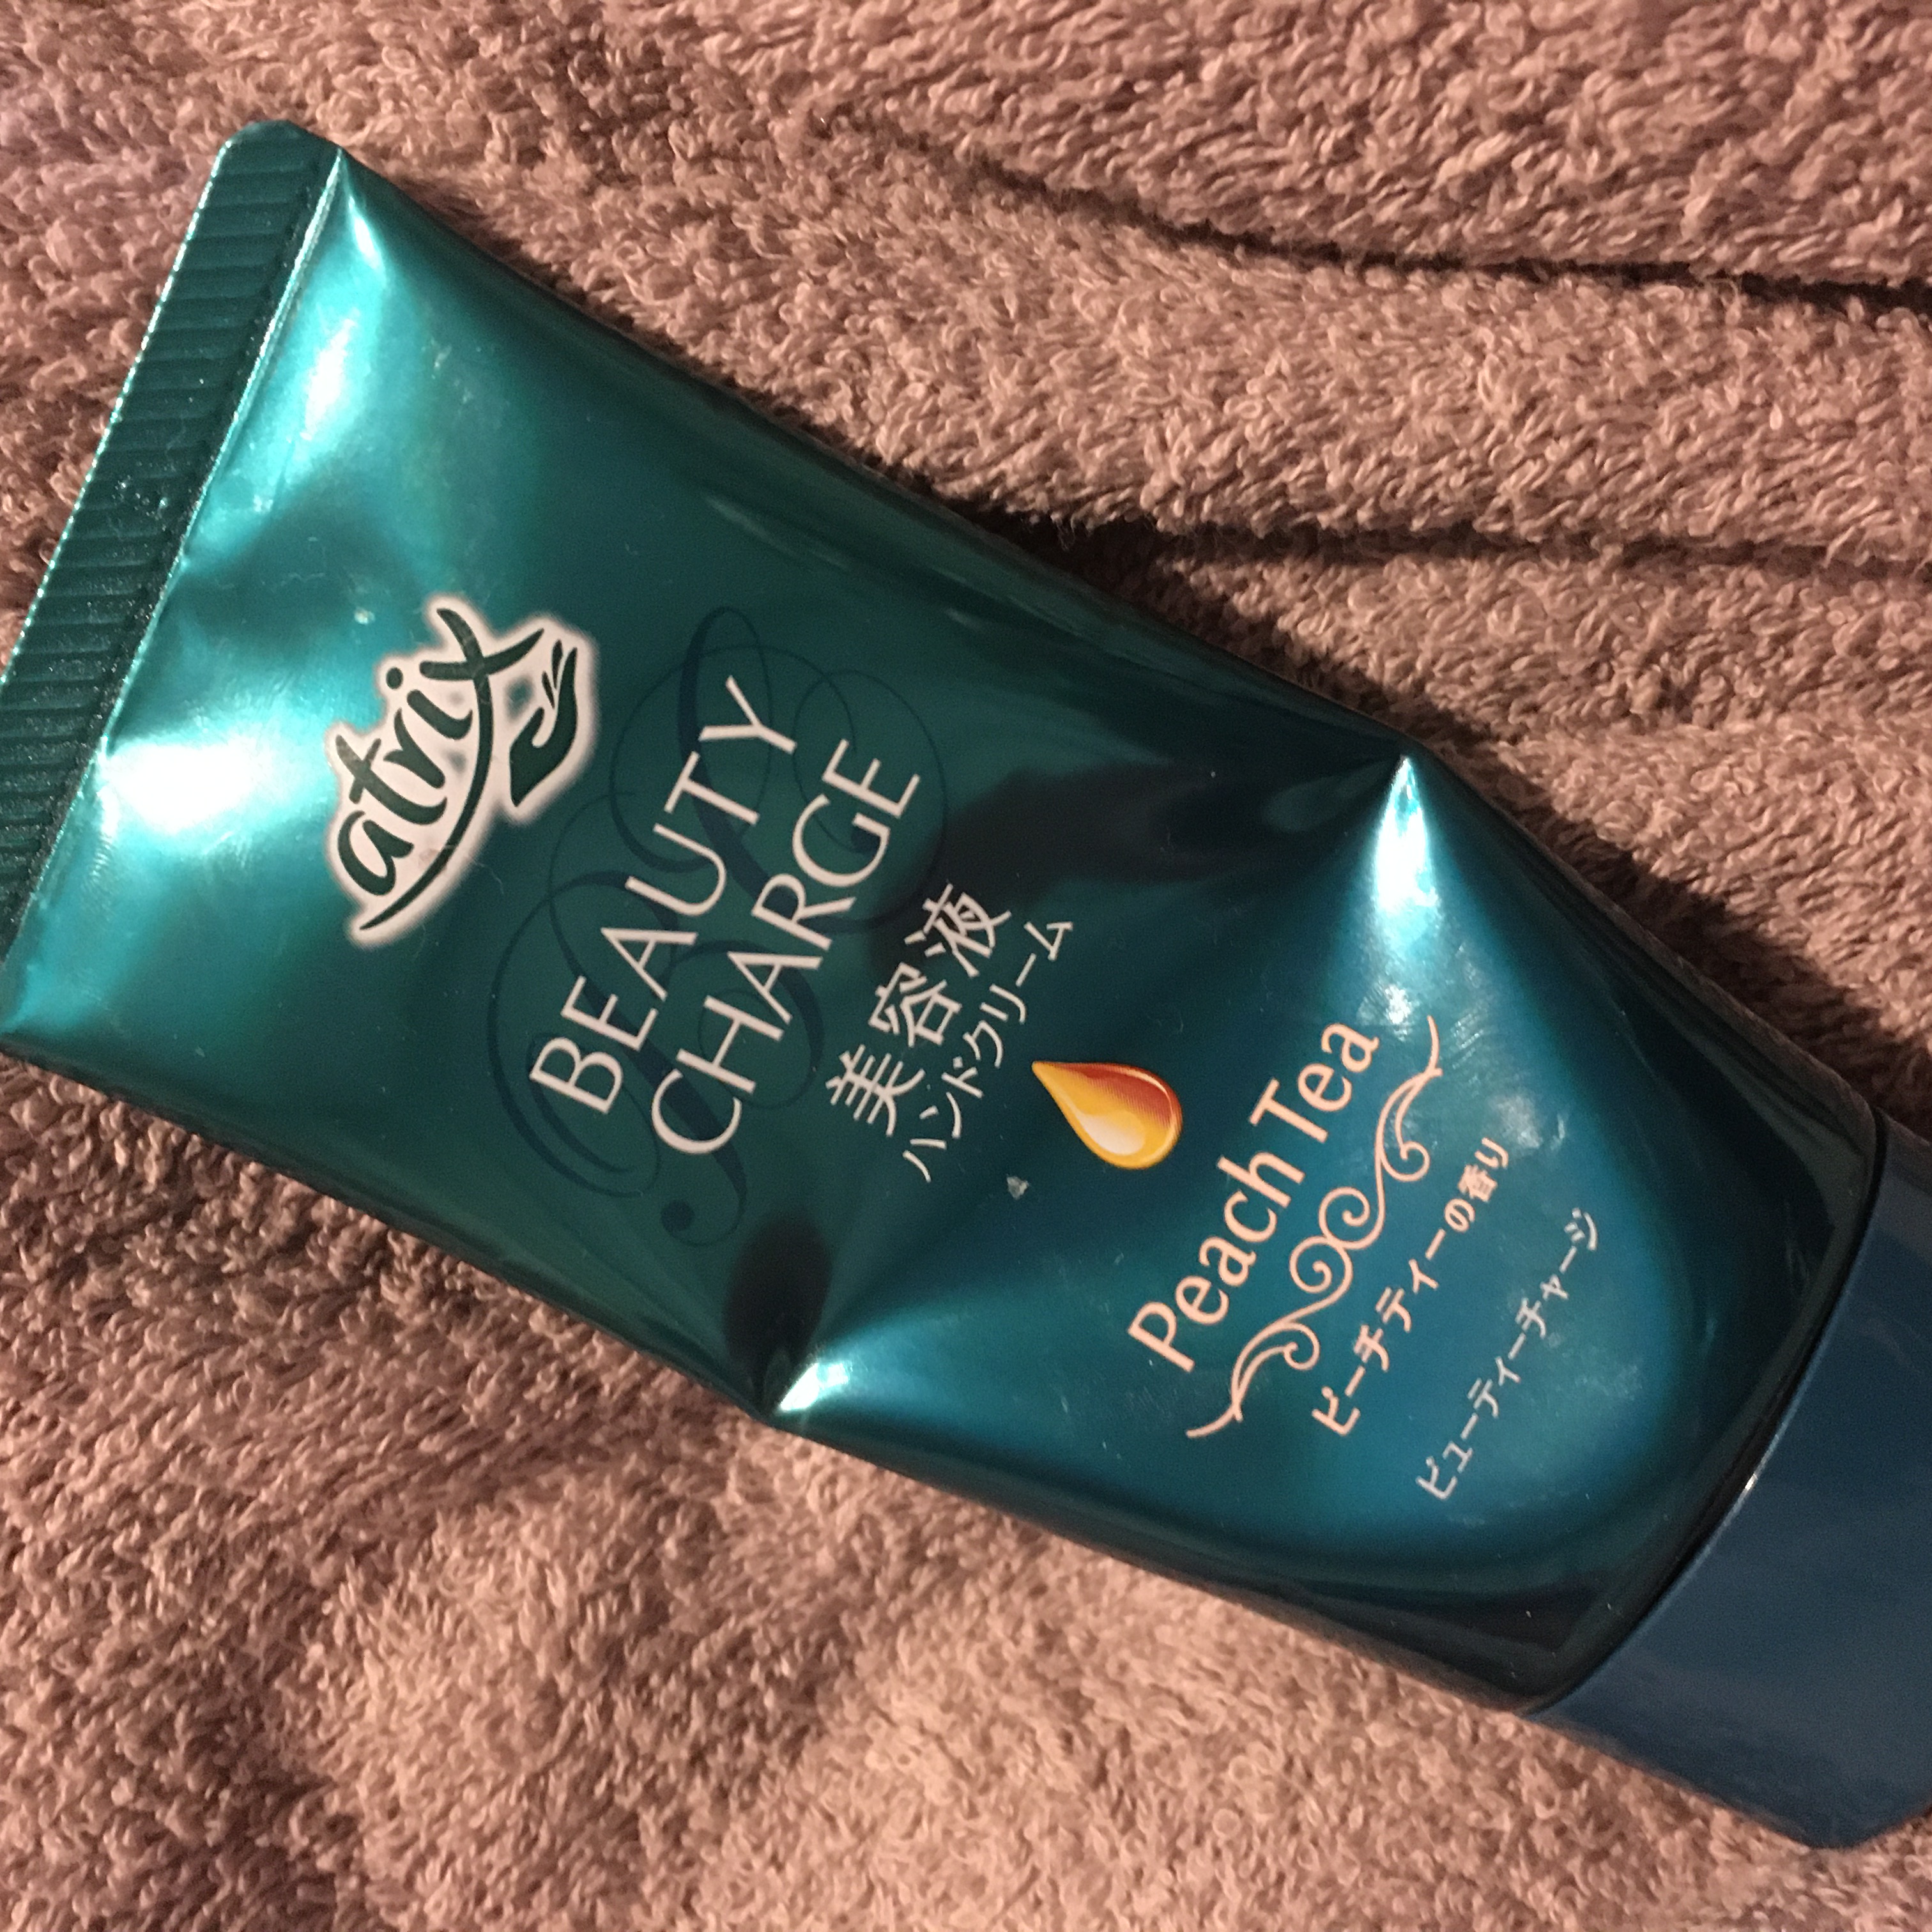 atrix
BEAUTY
CHARGE
美容液
ハンドクリーム
Peach Tea
ピーチティーの香り
ビューティーチャージ